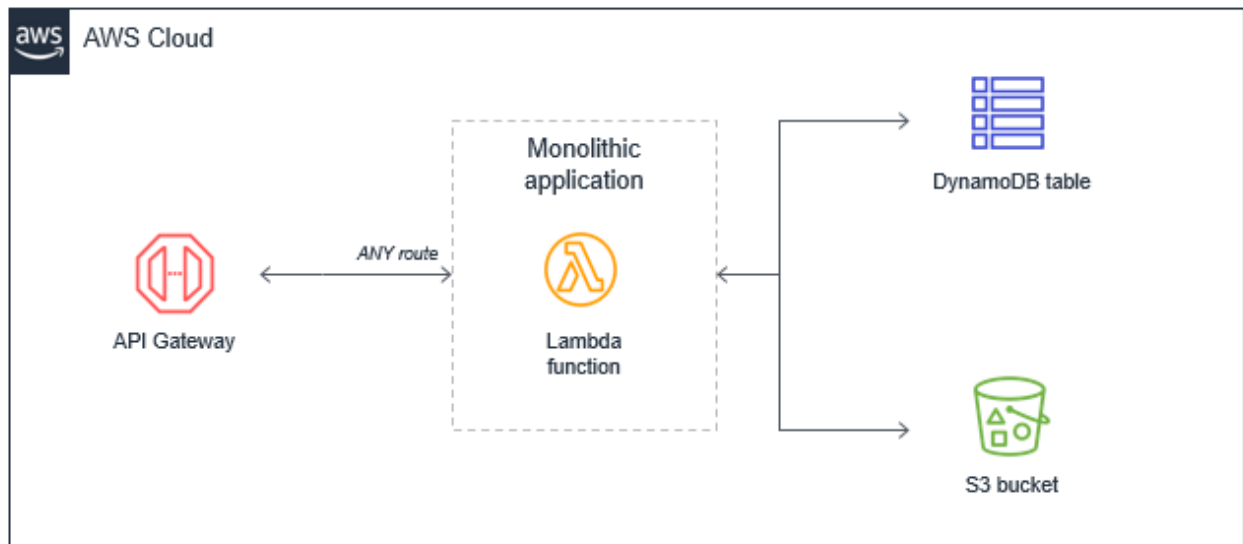 aws
AWS Cloud
Monolithic
application
DynamoDB table
ANY route
API Gateway
Lambda
function
S3 bucket